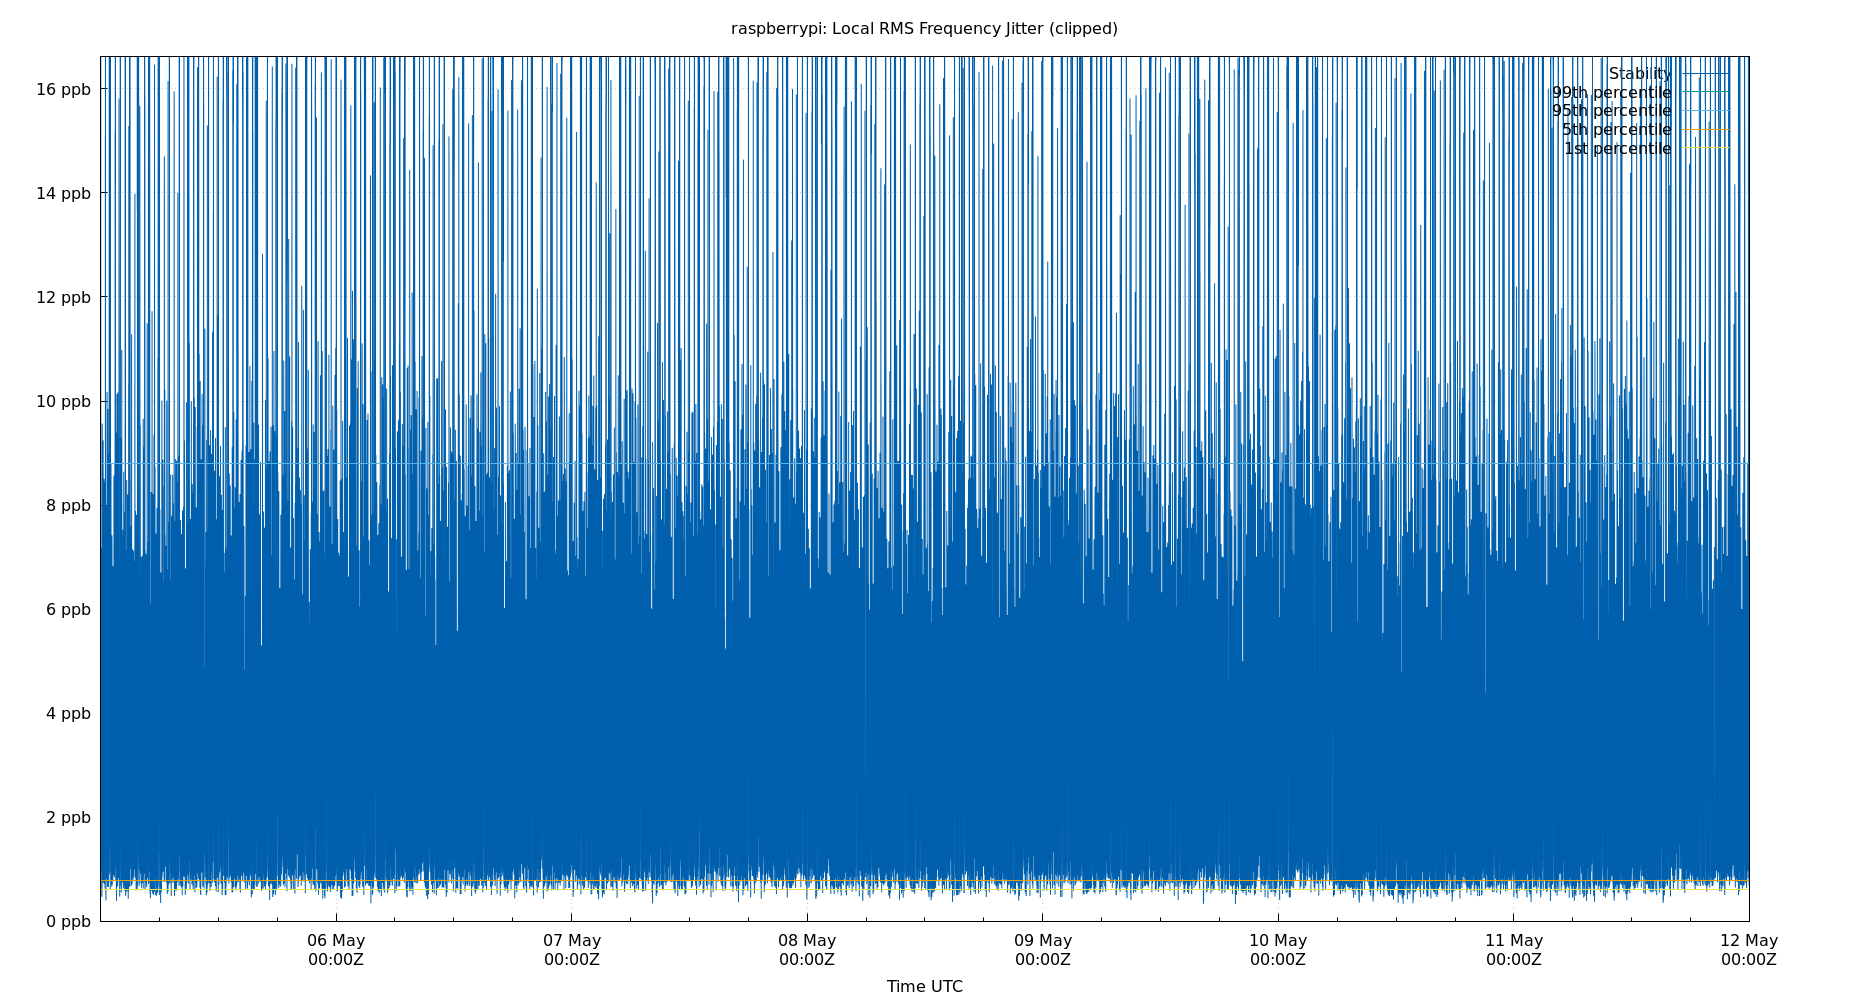 raspberrypi: Local RMS Frequency Jitter (clipped)
Stability
99th percentile
95th percentile
5th percentile
1st percentile
16 ppb
14 ppb
12 ppb
10 ppb
8 ppb
6 ppb
4 ppb
2 ppb
0 ppb
06 May 07 May 08 May 09 May 10 May 11 May 12 May
00:00Z 00:00Z 00:00Z 00:00Z 00:00Z 00:00Z 00:00Z
Time UTC